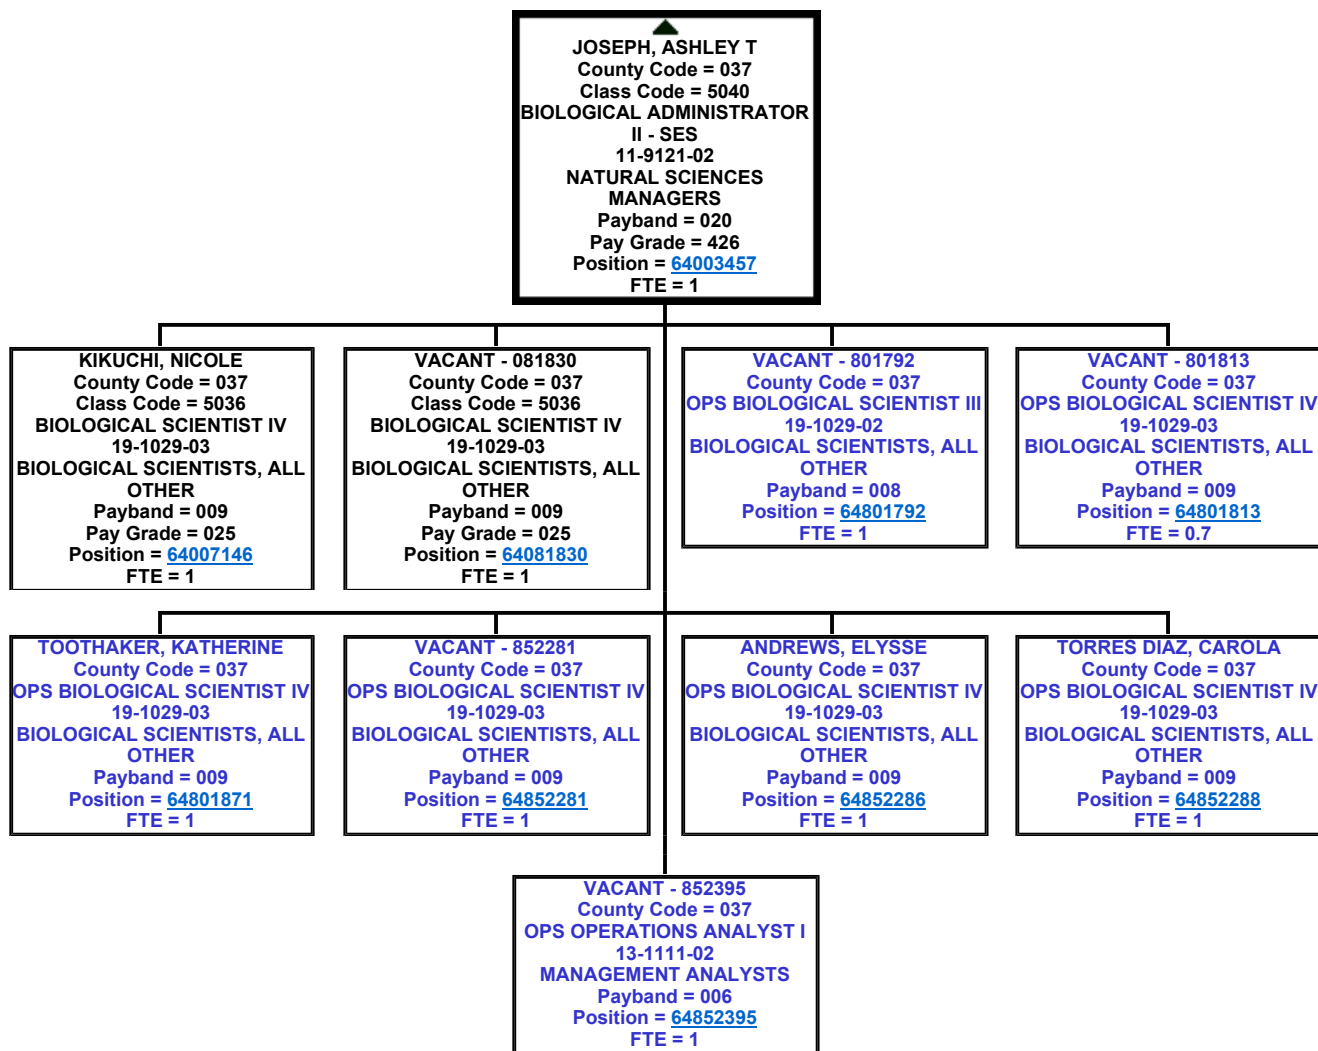 JOSEPH, ASHLEY T
County Code = 037
Class Code = 5040
BIOLOGICAL ADMINISTRATOR
II - SES
11-9121-02
NATURAL SCIENCES
MANAGERS
Payband = 020
Pay Grade = 426
Position = 64003457
FTE = 1
KIKUCHI, NICOLE
County Code = 037
Class Code = 5036
BIOLOGICAL SCIENTIST IV
19-1029-03
BIOLOGICAL SCIENTISTS, ALL
OTHER
Payband = 009
Pay Grade = 025
Position = 64007146
FTE = 1
VACANT - 081830
County Code = 037
Class Code = 5036
BIOLOGICAL SCIENTIST IV
19-1029-03
BIOLOGICAL SCIENTISTS, ALL
OTHER
Payband = 009
Pay Grade = 025
Position = 64081830
FTE = 1
VACANT - 801792
County Code = 037
OPS BIOLOGICAL SCIENTIST III
19-1029-02
BIOLOGICAL SCIENTISTS, ALL
OTHER
Payband = 008
Position = 64801792
FTE = 1
VACANT - 801813
County Code = 037
OPS BIOLOGICAL SCIENTIST IV
19-1029-03
BIOLOGICAL SCIENTISTS, ALL
OTHER
Payband = 009
Position = 64801813
FTE = 0.7
TOOTHAKER, KATHERINE
County Code = 037
OPS BIOLOGICAL SCIENTIST IV
19-1029-03
BIOLOGICAL SCIENTISTS, ALL
OTHER
Payband = 009
Position = 64801871
FTE = 1
VACANT - 852281
County Code = 037
OPS BIOLOGICAL SCIENTIST IV
19-1029-03
BIOLOGICAL SCIENTISTS, ALL
OTHER
Payband = 009
Position = 64852281
FTE = 1
ANDREWS, ELYSSE
County Code = 037
OPS BIOLOGICAL SCIENTIST IV
19-1029-03
BIOLOGICAL SCIENTISTS, ALL
OTHER
Payband = 009
Position = 64852286
FTE = 1
TORRES DIAZ, CAROLA
County Code = 037
OPS BIOLOGICAL SCIENTIST IV
19-1029-03
BIOLOGICAL SCIENTISTS, ALL
OTHER
Payband = 009
Position = 64852288
FTE = 1
VACANT - 852395
County Code = 037
OPS OPERATIONS ANALYST I
13-1111-02
MANAGEMENT ANALYSTS
Payband = 006
Position = 64852395
FTE = 1